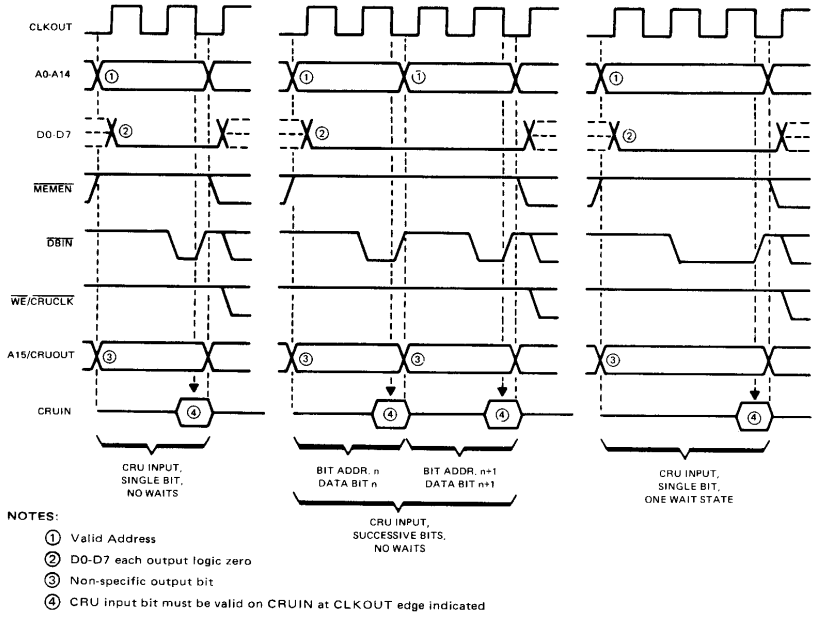 CLKOUT
A0-A14
① ① ① ①
D0-D7
② ② ②
MEMEN
DBIN
WE/CRUCLK
A15/CRUOUT
③ ③ ③ ③
CRUIN
④ ④ ④ ④
CRU INPUT,
SINGLE BIT,
NO WAITS
BIT ADDR. n
DATA BIT n
BIT ADDR. n+1
DATA BIT n+1
CRU INPUT,
SUCCESSIVE BITS,
NO WAITS
CRU INPUT,
SINGLE BIT,
ONE WAIT STATE
NOTES:
① Valid Address
② D0-D7 each output logic zero
③ Non-specific output bit
④ CRU input bit must be valid on CRUIN at CLKOUT edge indicated